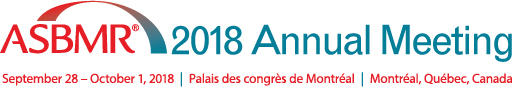 ASBMR® 2018 Annual Meeting
September 28 – October 1, 2018 | Palais des congrès de Montréal | Montréal, Québec, Canada